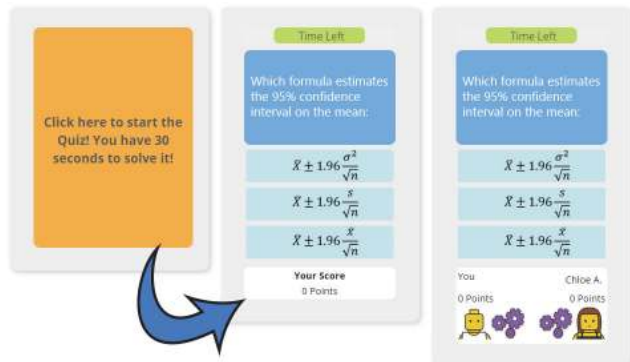 Click here to start the
Quiz! You have 30
seconds to solve it!
Time Left
Which formula estimates
the 95% confidence
interval on the mean:
X̄ ± 1.96 σ²/√n
X̄ ± 1.96 s/√n
X̄ ± 1.96 x̄/√n
Your Score
0 Points
Time Left
Which formula estimates
the 95% confidence
interval on the mean:
X̄ ± 1.96 σ²/√n
X̄ ± 1.96 s/√n
X̄ ± 1.96 x̄/√n
You Chloe A.
0 Points 0 Points